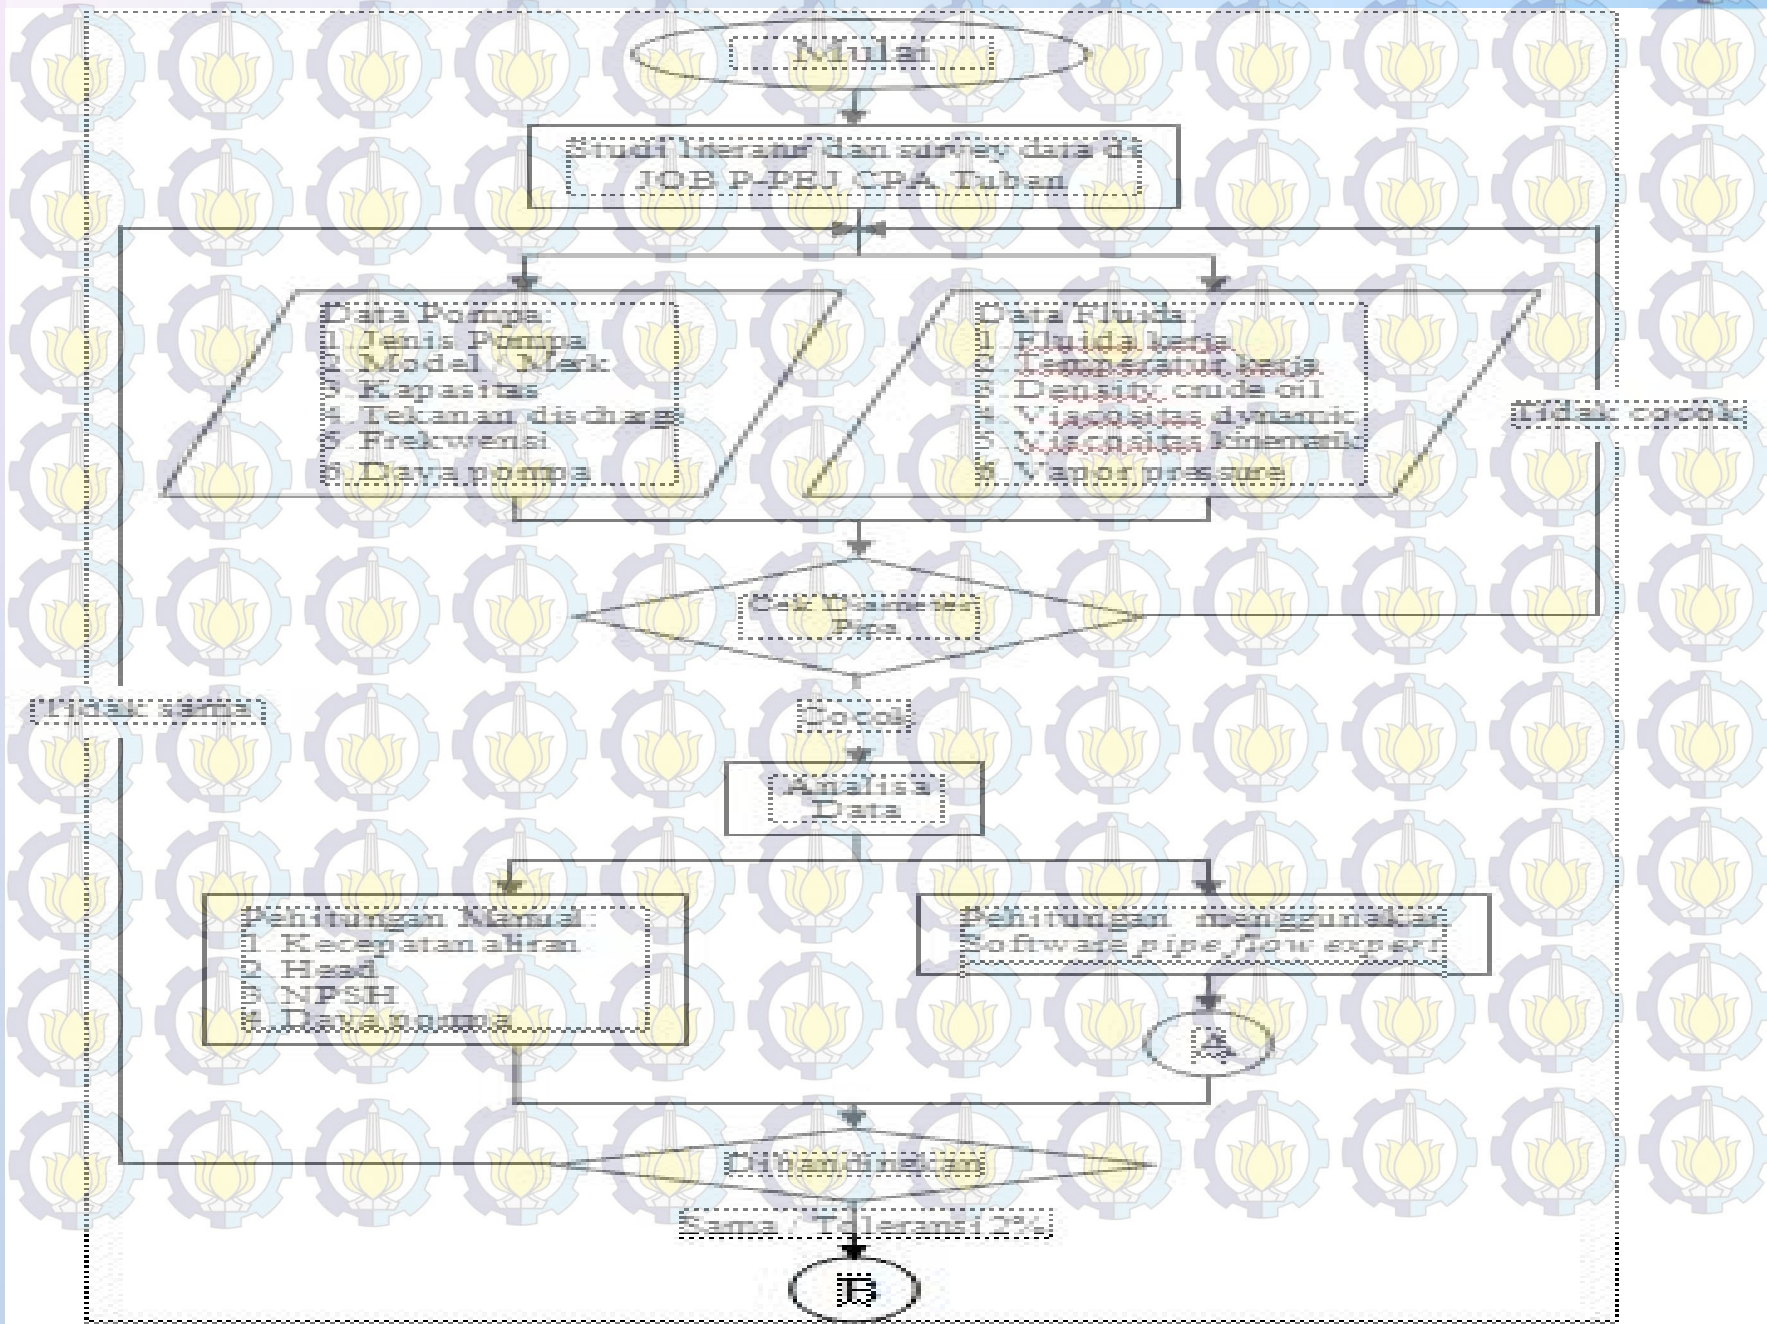 Mulai
Studi literatur dan survey data di
JOB P-PEJ CPA Tuban
Data Pompa:
1. Jenis Pompa
2. Model / Merk
3. Kapasitas
4. Tekanan discharge
5. Frekwensi
6. Daya pompa
Data Fluida:
1. Fluida kerja
2. Temperatur kerja
3. Density crude oil
4. Viscositas dynamic
5. Viscositas kinematik
6. Vapor pressure
Tidak cocok
Cek Diameter
Pipa
Tidak sama
Cocok
Analisa
Data
Pehitungan Manual:
1. Kecepatan aliran
2. Head
3. NPSH
4. Daya pompa
Pehitungan menggunakan
Software pipe flow expert
A
Dibandingkan
Sama / Toleransi 2%
B